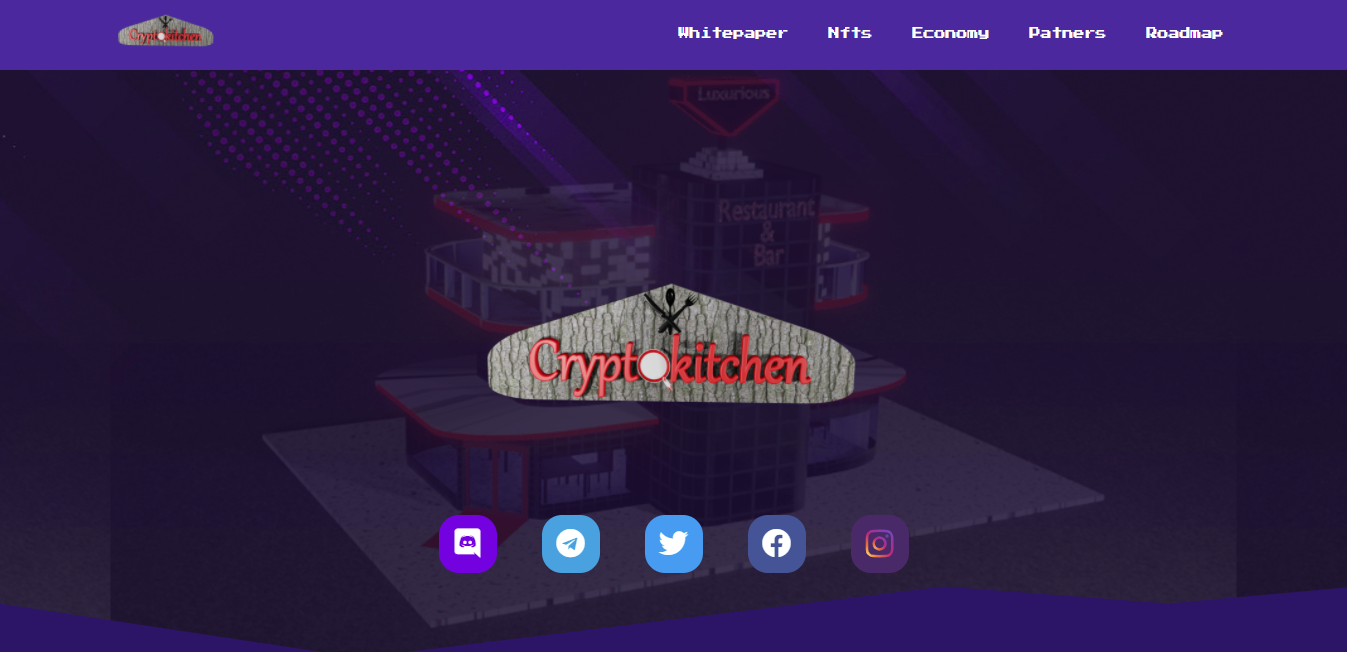 Cryptokitchen
Whitepaper Nfts Economy Patners Roadmap
Luxurious
Restaurant
&
Bar
Cryptokitchen